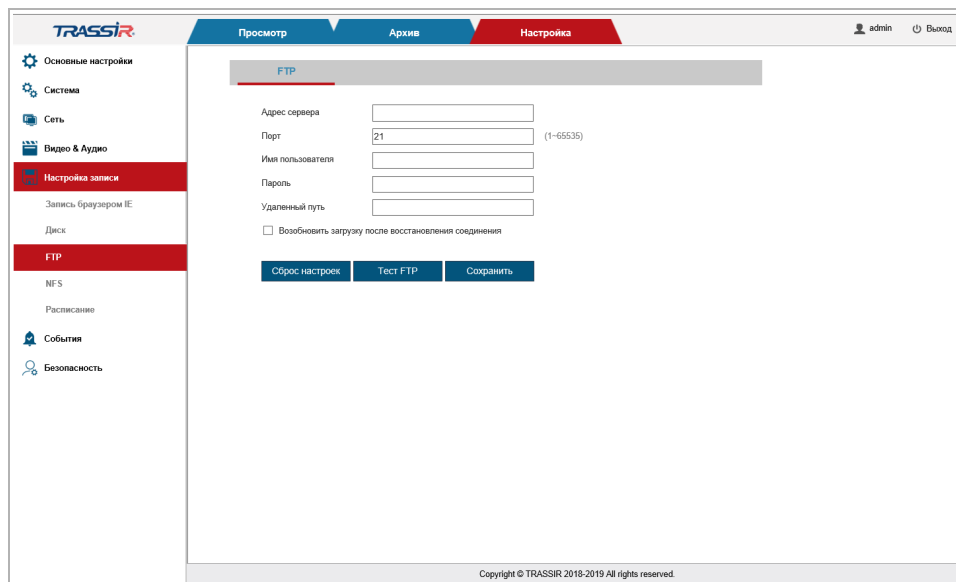 TRASSIR
Просмотр
Архив
Настройка
admin
Выход
Основные настройки
Система
Сеть
Видео & Аудио
Настройка записи
Запись браузером IE
Диск
FTP
NFS
Расписание
События
Безопасность
FTP
Адрес сервера
Порт 21 (1~65535)
Имя пользователя
Пароль
Удаленный путь
Возобновить загрузку после восстановления соединения
Сброс настроек Тест FTP Сохранить
Copyright © TRASSIR 2018-2019 All rights reserved.